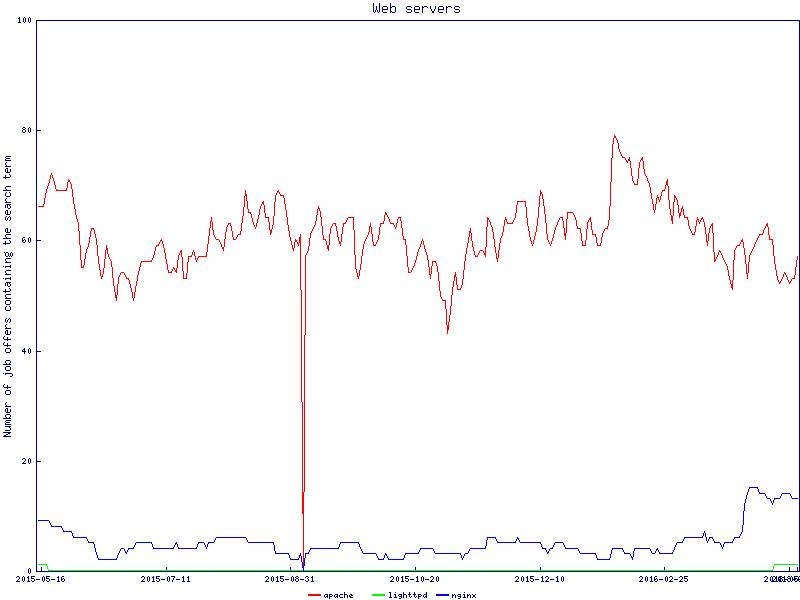 Web servers
Number of job offers containing the search term
100
80
60
40
20
0
2015-05-16 2015-07-11 2015-08-31 2015-10-20 2015-12-10 2016-02-25
apache lighttpd nginx